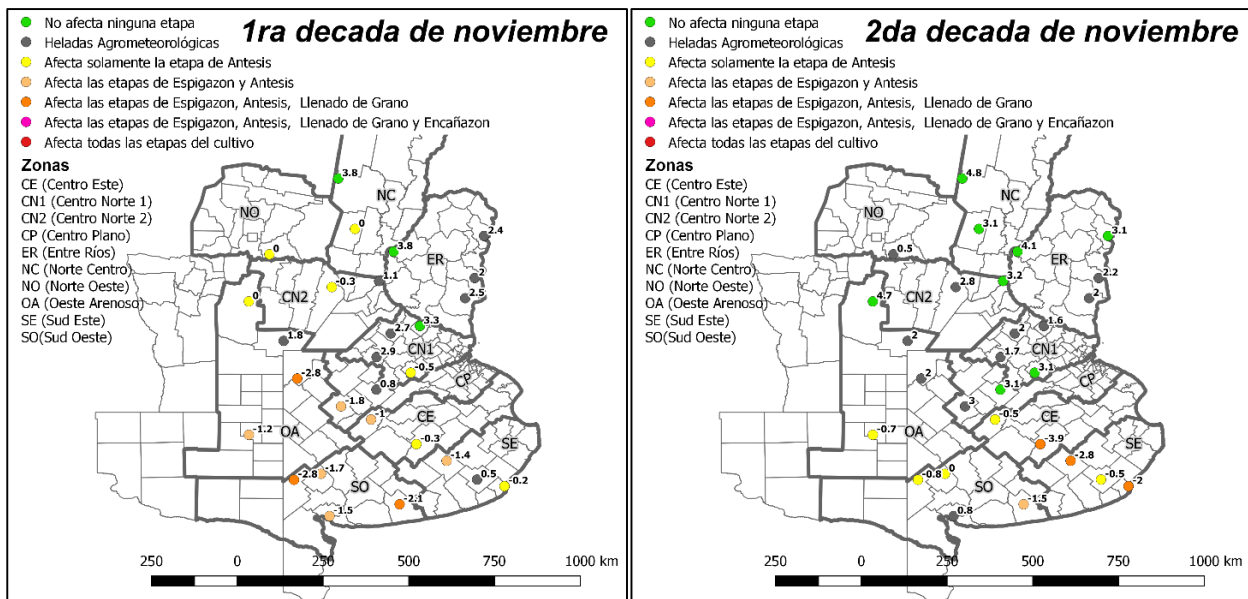 1ra decada de noviembre
No afecta ninguna etapa
Heladas Agrometeorológicas
Afecta solamente la etapa de Antesis
Afecta las etapas de Espigazon y Antesis
Afecta las etapas de Espigazon, Antesis, Llenado de Grano
Afecta las etapas de Espigazon, Antesis, Llenado de Grano y Encañazon
Afecta todas las etapas del cultivo
Zonas
CE (Centro Este)
CN1 (Centro Norte 1)
CN2 (Centro Norte 2)
CP (Centro Plano)
ER (Entre Ríos)
NC (Norte Centro)
NO (Norte Oeste)
OA (Oeste Arenoso)
SE (Sud Este)
SO(Sud Oeste)
3.8
NC
NO
0
2.4
0
3.8
ER
1.1
2
0
CN2
-0.3
2.5
1.8
2.7
3.3
2.9
CN1
-2.8
0.8
-0.5
CP
-1.8
-1
CE
-1.2
OA
-0.3
SE
-1.4
-2.8
-1.7
SO
0.5
-0.2
-1.5
-2.1
250
0
250
500
750
1000 km
2da decada de noviembre
No afecta ninguna etapa
Heladas Agrometeorológicas
Afecta solamente la etapa de Antesis
Afecta las etapas de Espigazon y Antesis
Afecta las etapas de Espigazon, Antesis, Llenado de Grano
Afecta las etapas de Espigazon, Antesis, Llenado de Grano y Encañazon
Afecta todas las etapas del cultivo
Zonas
CE (Centro Este)
CN1 (Centro Norte 1)
CN2 (Centro Norte 2)
CP (Centro Plano)
ER (Entre Ríos)
NC (Norte Centro)
NO (Norte Oeste)
OA (Oeste Arenoso)
SE (Sud Este)
SO(Sud Oeste)
4.8
NC
NO
3.1
3.1
0.5
4.1
ER
3.2
2.2
4.7
CN2
2.8
2
2
2
1.6
1.7
CN1
2
3.1
3.1
CP
3
-0.5
CE
-0.7
OA
-3.9
SE
-2.8
-0.8
0
SO
-0.5
-2
0.8
-1.5
250
0
250
500
750
1000 km